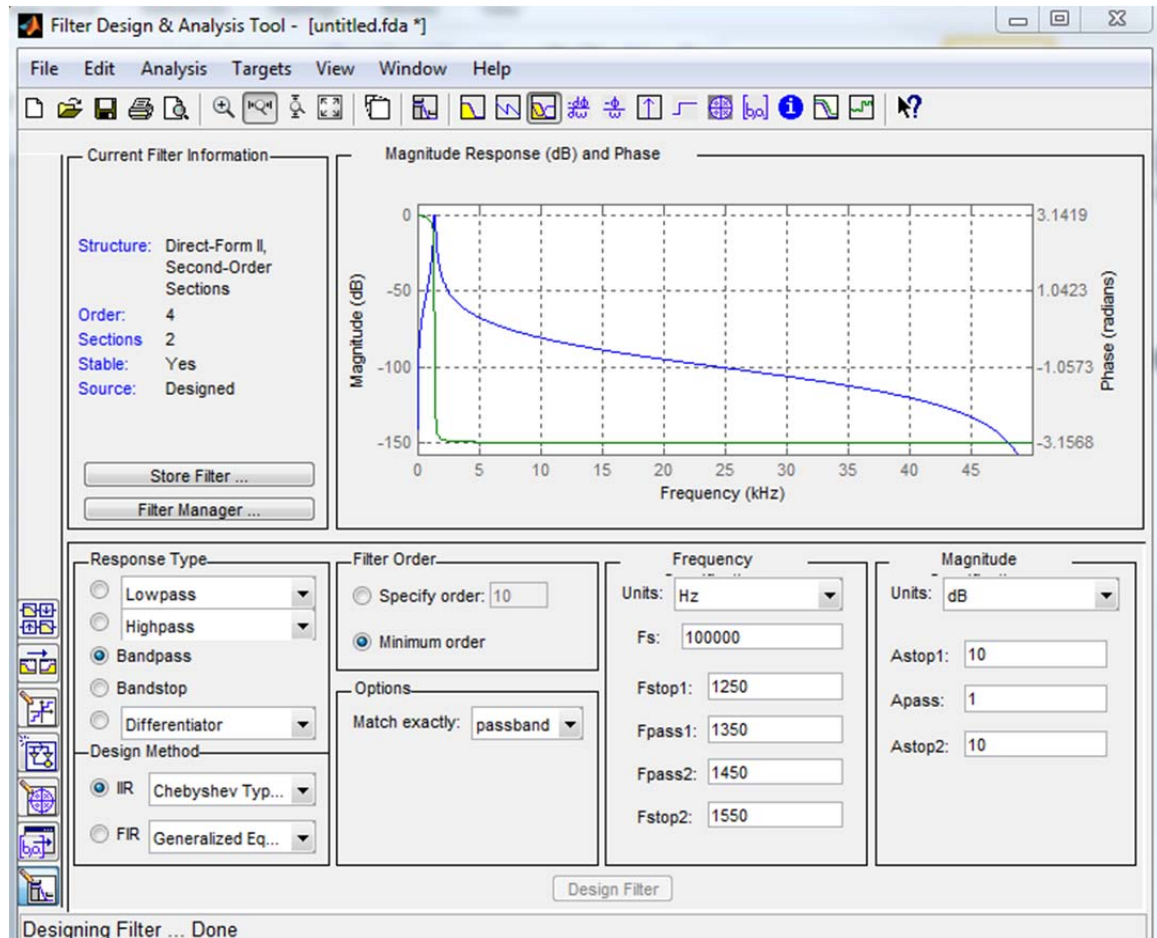 Filter Design & Analysis Tool - [untitled.fda *]
File Edit Analysis Targets View Window Help
Current Filter Information
Structure: Direct-Form II,
Second-Order
Sections
Order: 4
Sections 2
Stable: Yes
Source: Designed
Store Filter ...
Filter Manager ...
Magnitude Response (dB) and Phase
Magnitude (dB)
0
-50
-100
-150
3.1419
1.0423
-1.0573
-3.1568
Phase (radians)
0 5 10 15 20 25 30 35 40 45
Frequency (kHz)
Response Type
Lowpass
Highpass
Bandpass
Bandstop
Differentiator
Design Method
IIR Chebyshev Typ...
FIR Generalized Eq...
Filter Order
Specify order: 10
Minimum order
Options
Match exactly: passband
Frequency
Units: Hz
Fs: 100000
Fstop1: 1250
Fpass1: 1350
Fpass2: 1450
Fstop2: 1550
Magnitude
Units: dB
Astop1: 10
Apass: 1
Astop2: 10
Design Filter
Designing Filter ... Done